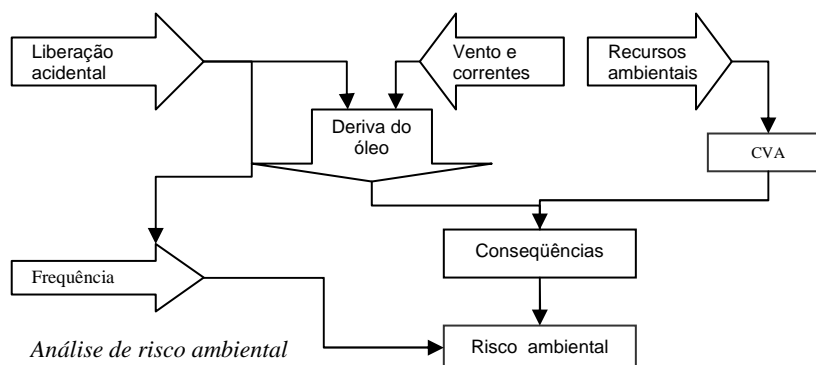 Liberação
acidental
Vento e
correntes
Recursos
ambientais
Deriva do
óleo
CVA
Conseqüências
Frequência
Análise de risco ambiental
Risco ambiental